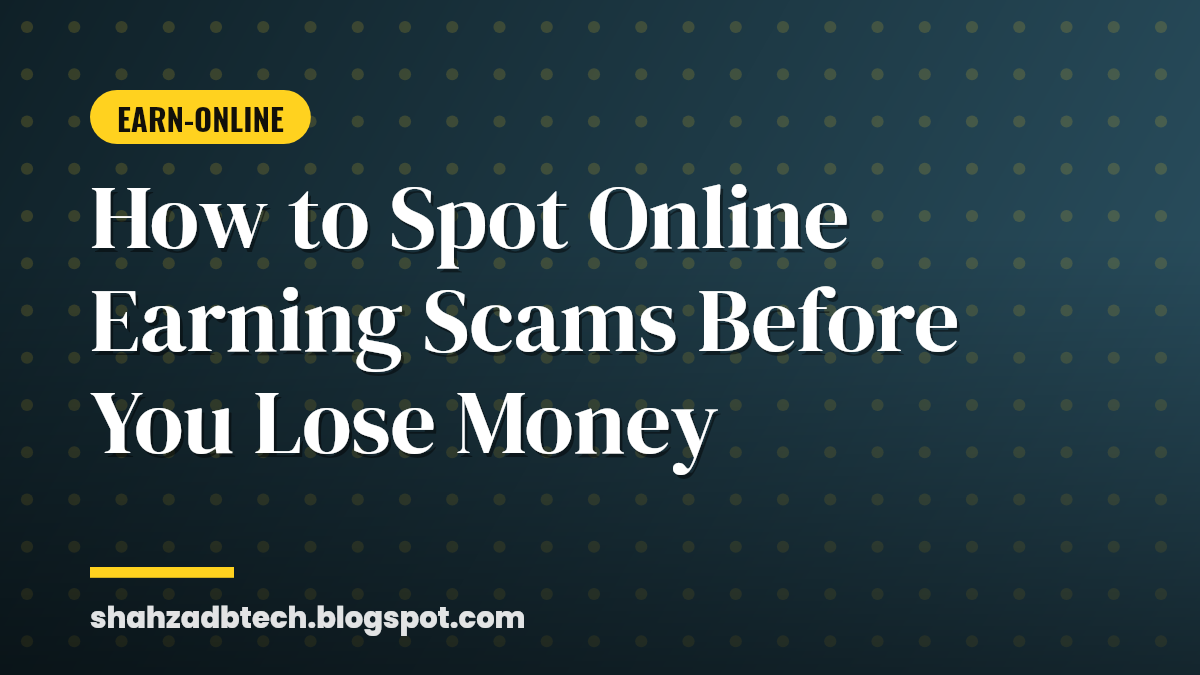 EARN-ONLINE
How to Spot Online
Earning Scams Before
You Lose Money
shahzadbtech.blogspot.com